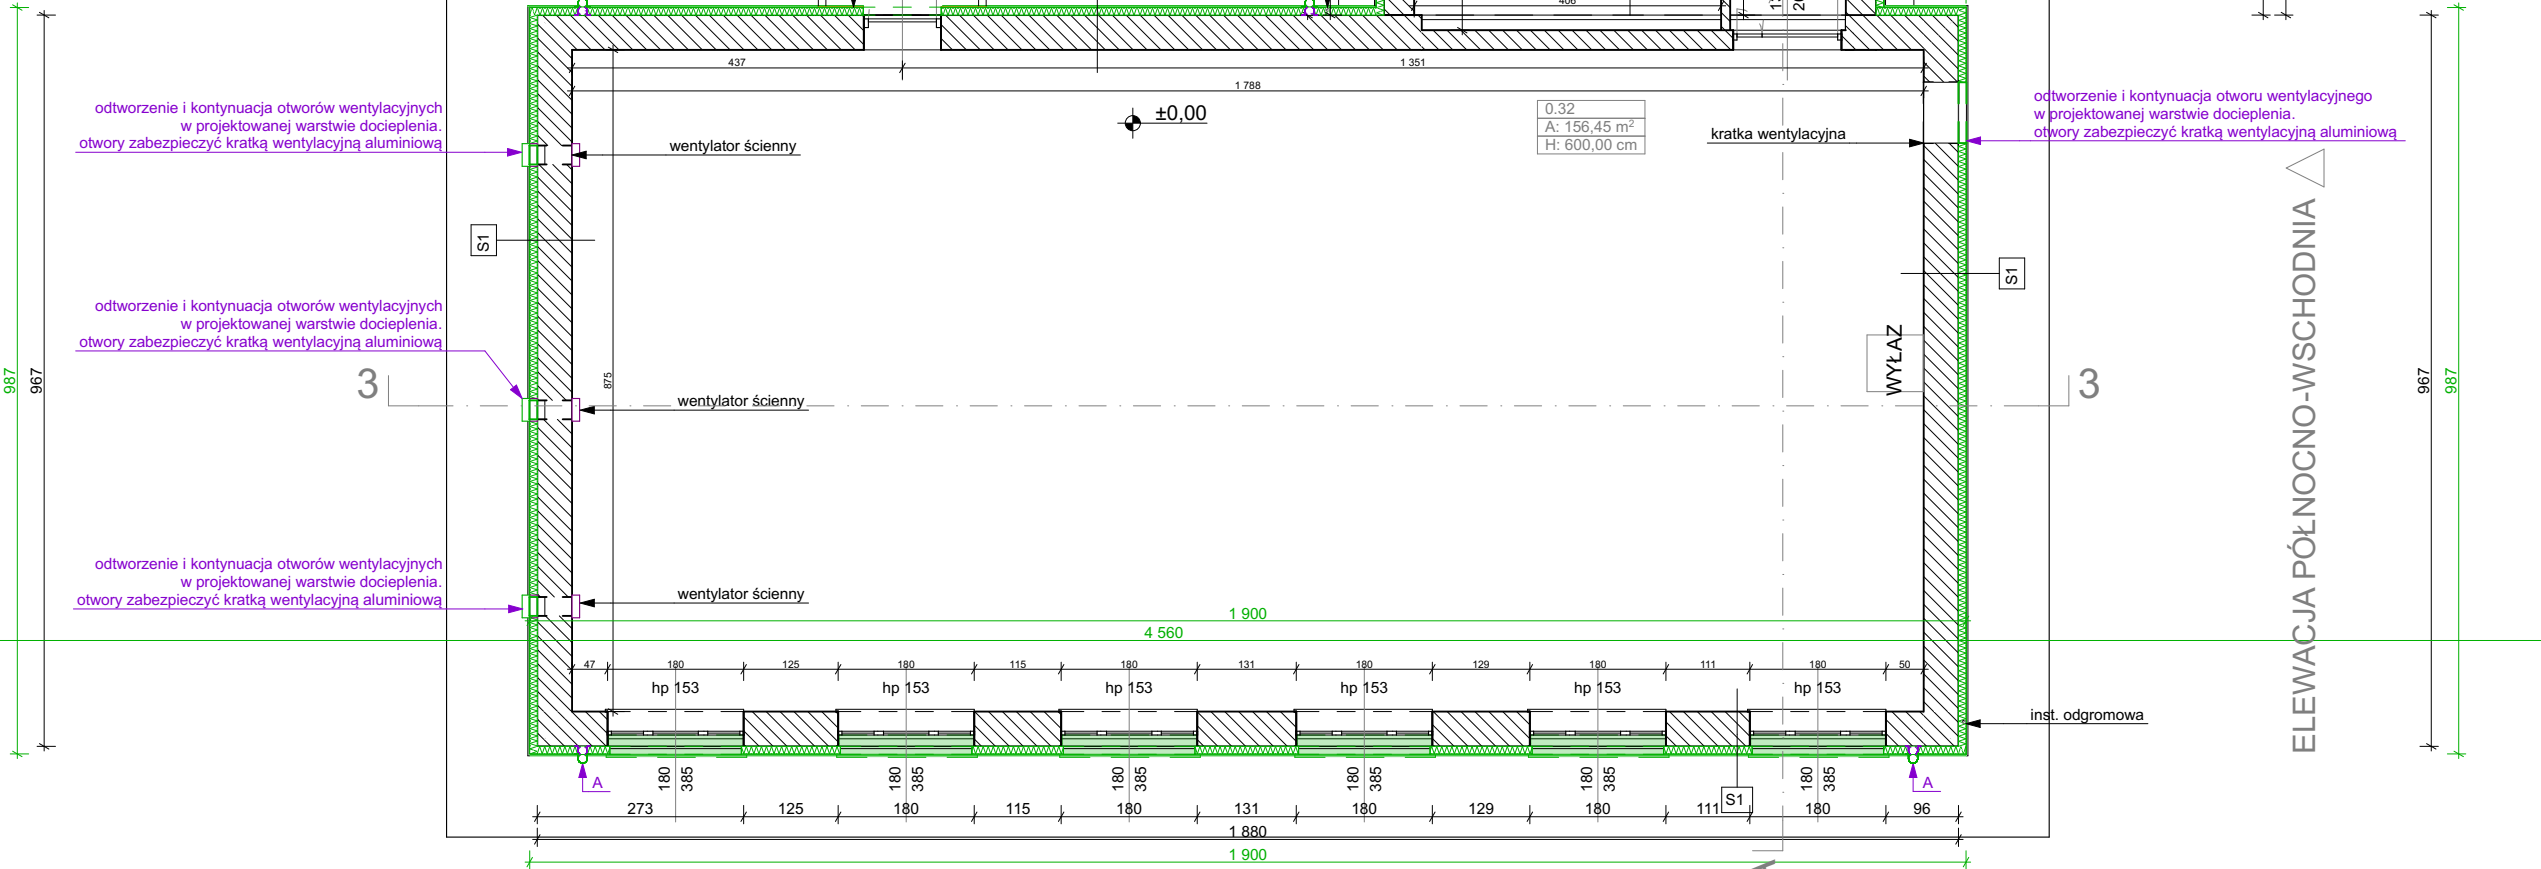 406
437
1 351
1 788
±0,00
0.32
A: 156,45 m²
H: 600,00 cm
odtworzenie i kontynuacja otworów wentylacyjnych
w projektowanej warstwie docieplenia.
otwory zabezpieczyć kratką wentylacyjną aluminiową
wentylator ścienny
kratka wentylacyjna
odtworzenie i kontynuacja otworu wentylacyjnego
w projektowanej warstwie docieplenia.
otwory zabezpieczyć kratką wentylacyjną aluminiową
S1
S1
odtworzenie i kontynuacja otworów wentylacyjnych
w projektowanej warstwie docieplenia.
otwory zabezpieczyć kratką wentylacyjną aluminiową
987
967
3
875
wentylator ścienny
WYŁAZ
3
967
987
ELEWACJA PÓŁNOCNO-WSCHODNIA
odtworzenie i kontynuacja otworów wentylacyjnych
w projektowanej warstwie docieplenia.
otwory zabezpieczyć kratką wentylacyjną aluminiową
wentylator ścienny
1 900
4 560
47 180 125 180 115 180 131 180 129 180 111 180 50
hp 153 hp 153 hp 153 hp 153 hp 153 hp 153
inst. odgromowa
A
180 385 180 385 180 385 180 385 180 385 180 385
A
S1
273 125 180 115 180 131 180 129 180 111 180 96
1 880
1 900